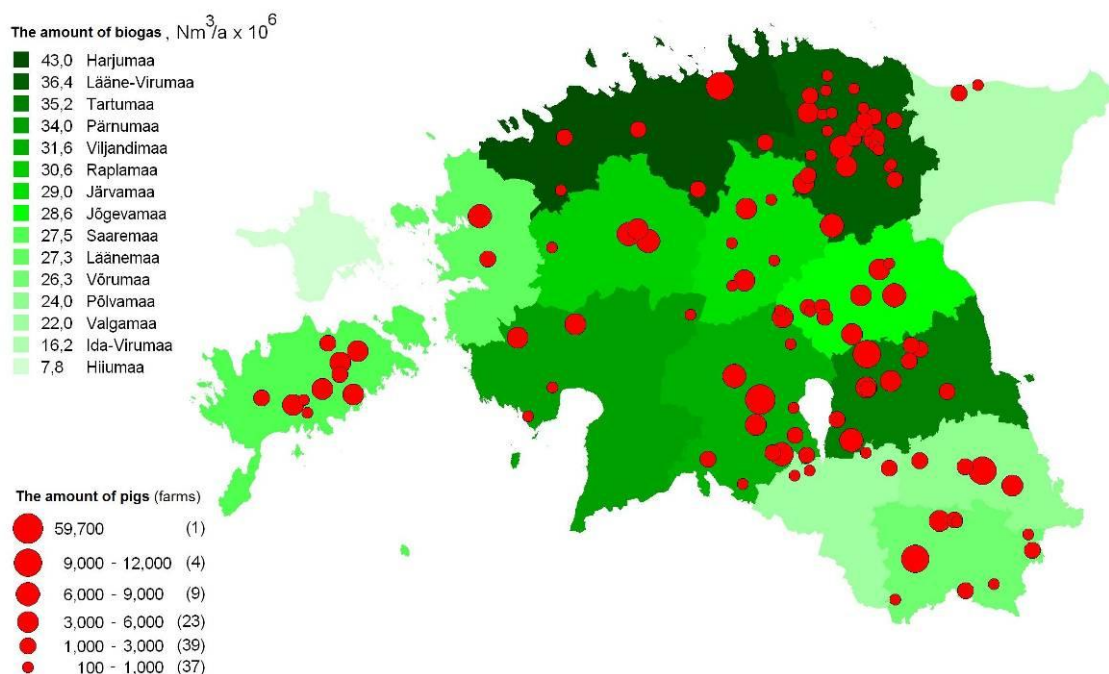 The amount of biogas , Nm³/a x 10⁶
43,0 Harjumaa
36,4 Lääne-Virumaa
35,2 Tartumaa
34,0 Pärnumaa
31,6 Viljandimaa
30,6 Raplamaa
29,0 Järvamaa
28,6 Jõgevamaa
27,5 Saaremaa
27,3 Läänemaa
26,3 Võrumaa
24,0 Põlvamaa
22,0 Valgamaa
16,2 Ida-Virumaa
7,8 Hiiumaa
The amount of pigs (farms)
59,700 (1)
9,000 - 12,000 (4)
6,000 - 9,000 (9)
3,000 - 6,000 (23)
1,000 - 3,000 (39)
100 - 1,000 (37)